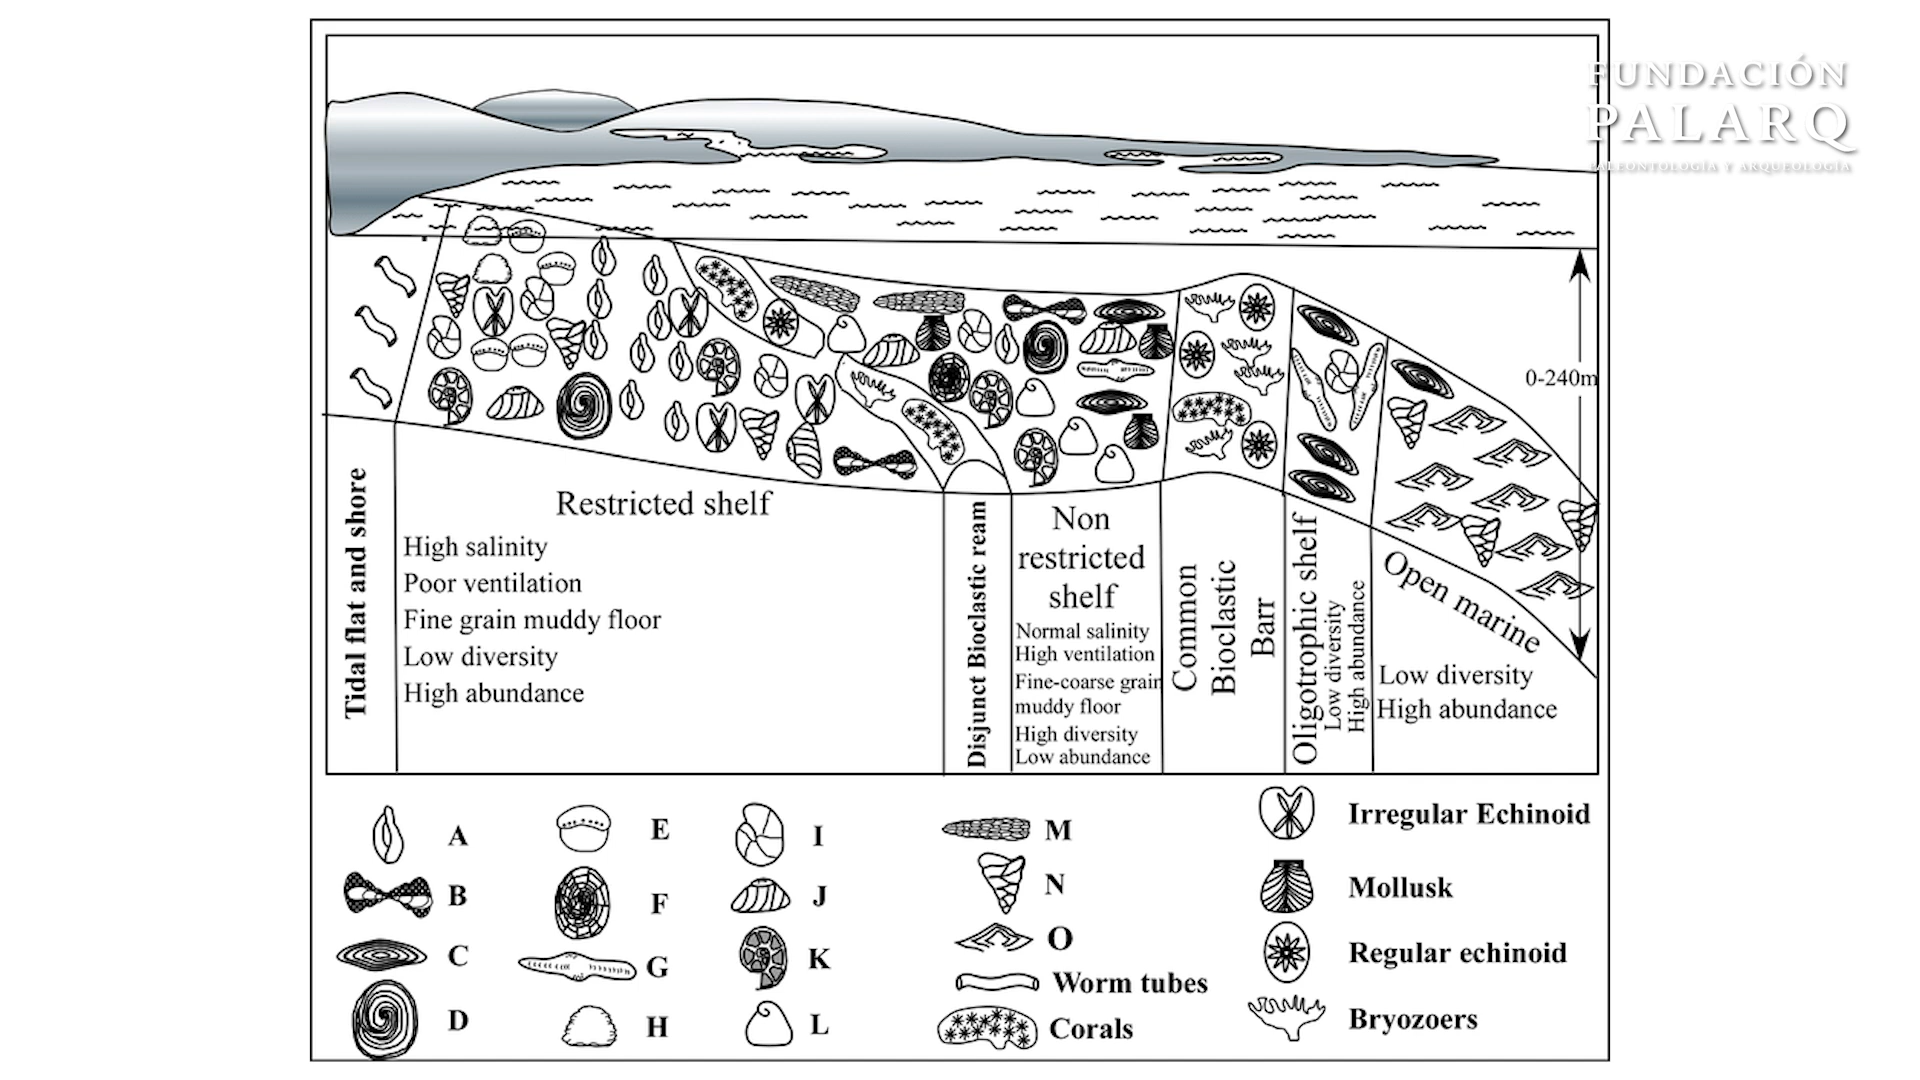 FUNDACIÓN
PALARQ
PALEONTOLOGÍA Y ARQUEOLOGÍA
0-240m
Tidal flat and shore
Restricted shelf
High salinity
Poor ventilation
Fine grain muddy floor
Low diversity
High abundance
Disjunct Bioclastic ream
Non
restricted
shelf
Normal salinity
High ventilation
Fine-coarse grain
muddy floor
High diversity
Low abundance
Common
Bioclastic
Barr
Oligotrophic shelf
Low diversity
High abundance
Open marine
Low diversity
High abundance
A
B
C
D
E
F
G
H
I
J
K
L
M
N
O
Worm tubes
Corals
Irregular Echinoid
Mollusk
Regular echinoid
Bryozoers